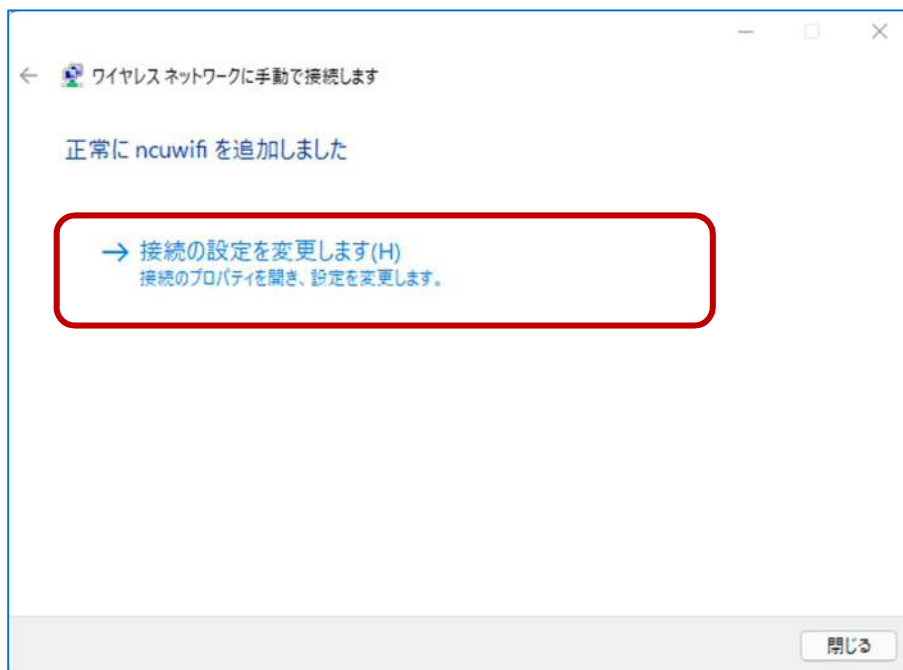 ワイヤレス ネットワークに手動で接続します
正常に ncuwifi を追加しました
→ 接続の設定を変更します(H)
接続のプロパティを開き、設定を変更します。
閉じる